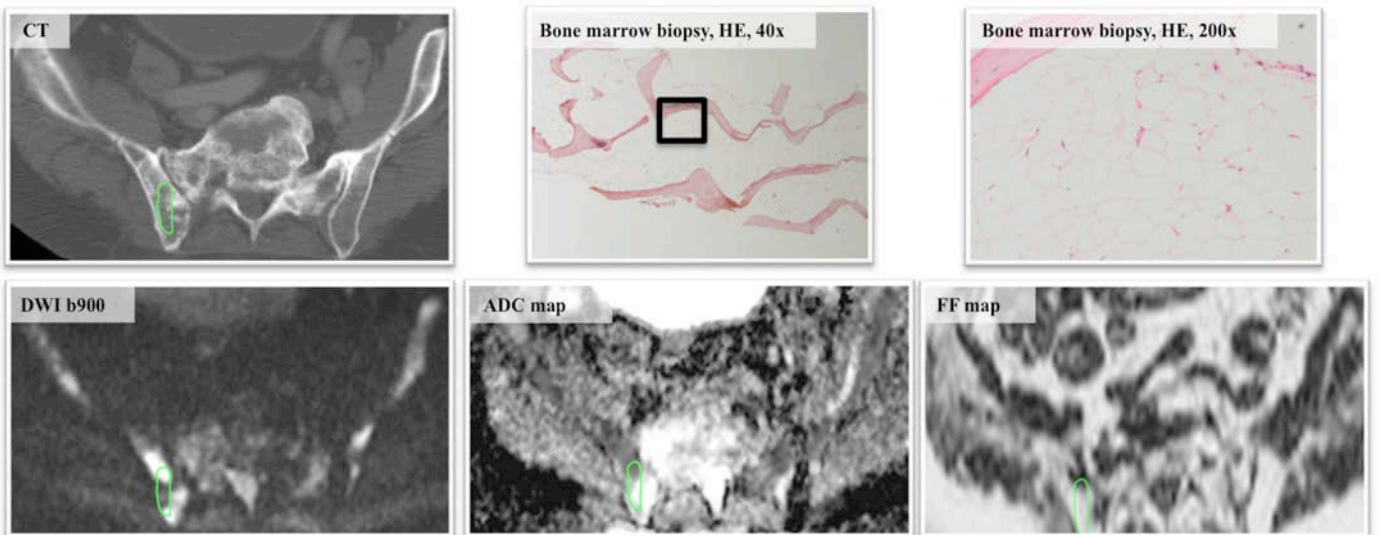 CT
Bone marrow biopsy, HE, 40x
Bone marrow biopsy, HE, 200x
DWI b900
ADC map
FF map